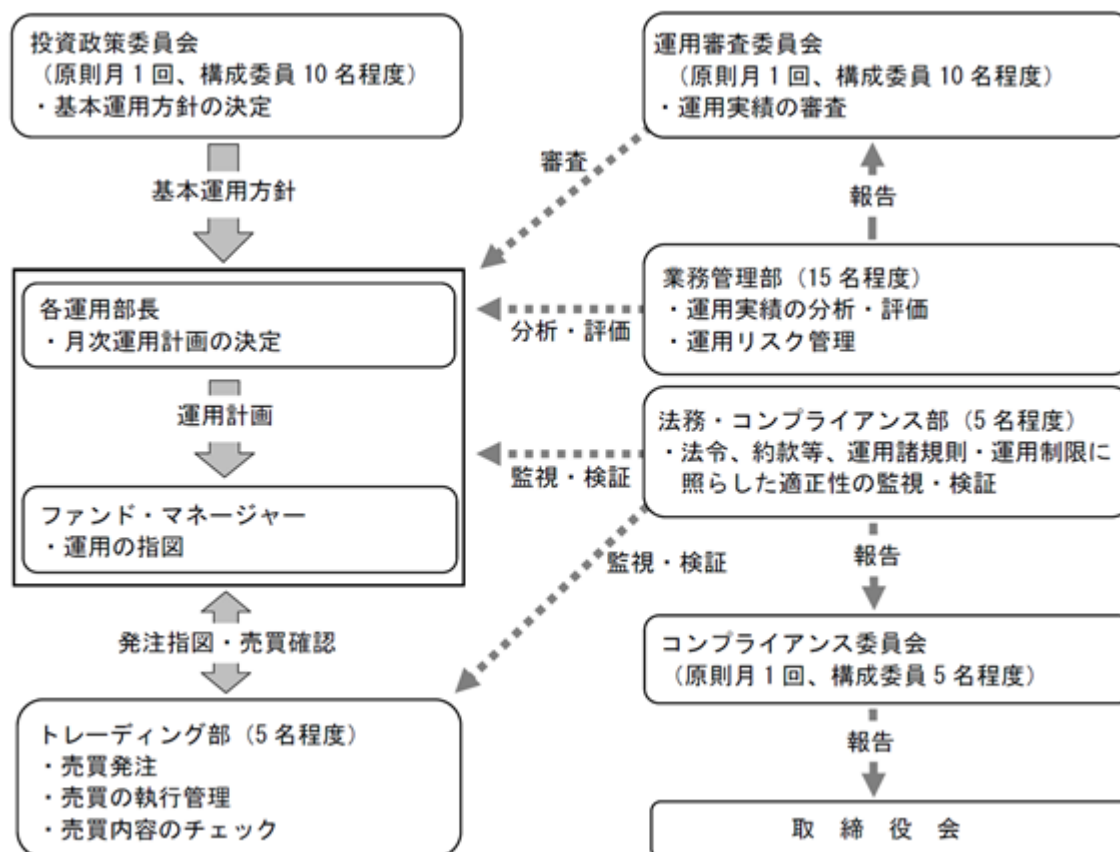 投資政策委員会
（原則月1回、構成委員10名程度）
・基本運用方針の決定
基本運用方針
各運用部長
・月次運用計画の決定
運用計画
ファンド・マネージャー
・運用の指図
発注指図・売買確認
トレーディング部（5名程度）
・売買発注
・売買の執行管理
・売買内容のチェック
運用審査委員会
（原則月1回、構成委員10名程度）
・運用実績の審査
審査
報告
業務管理部（15名程度）
・運用実績の分析・評価
・運用リスク管理
分析・評価
法務・コンプライアンス部（5名程度）
・法令、約款等、運用諸規則・運用制限に
照らした適正性の監視・検証
監視・検証
監視・検証
報告
コンプライアンス委員会
（原則月1回、構成委員5名程度）
報告
取 締 役 会